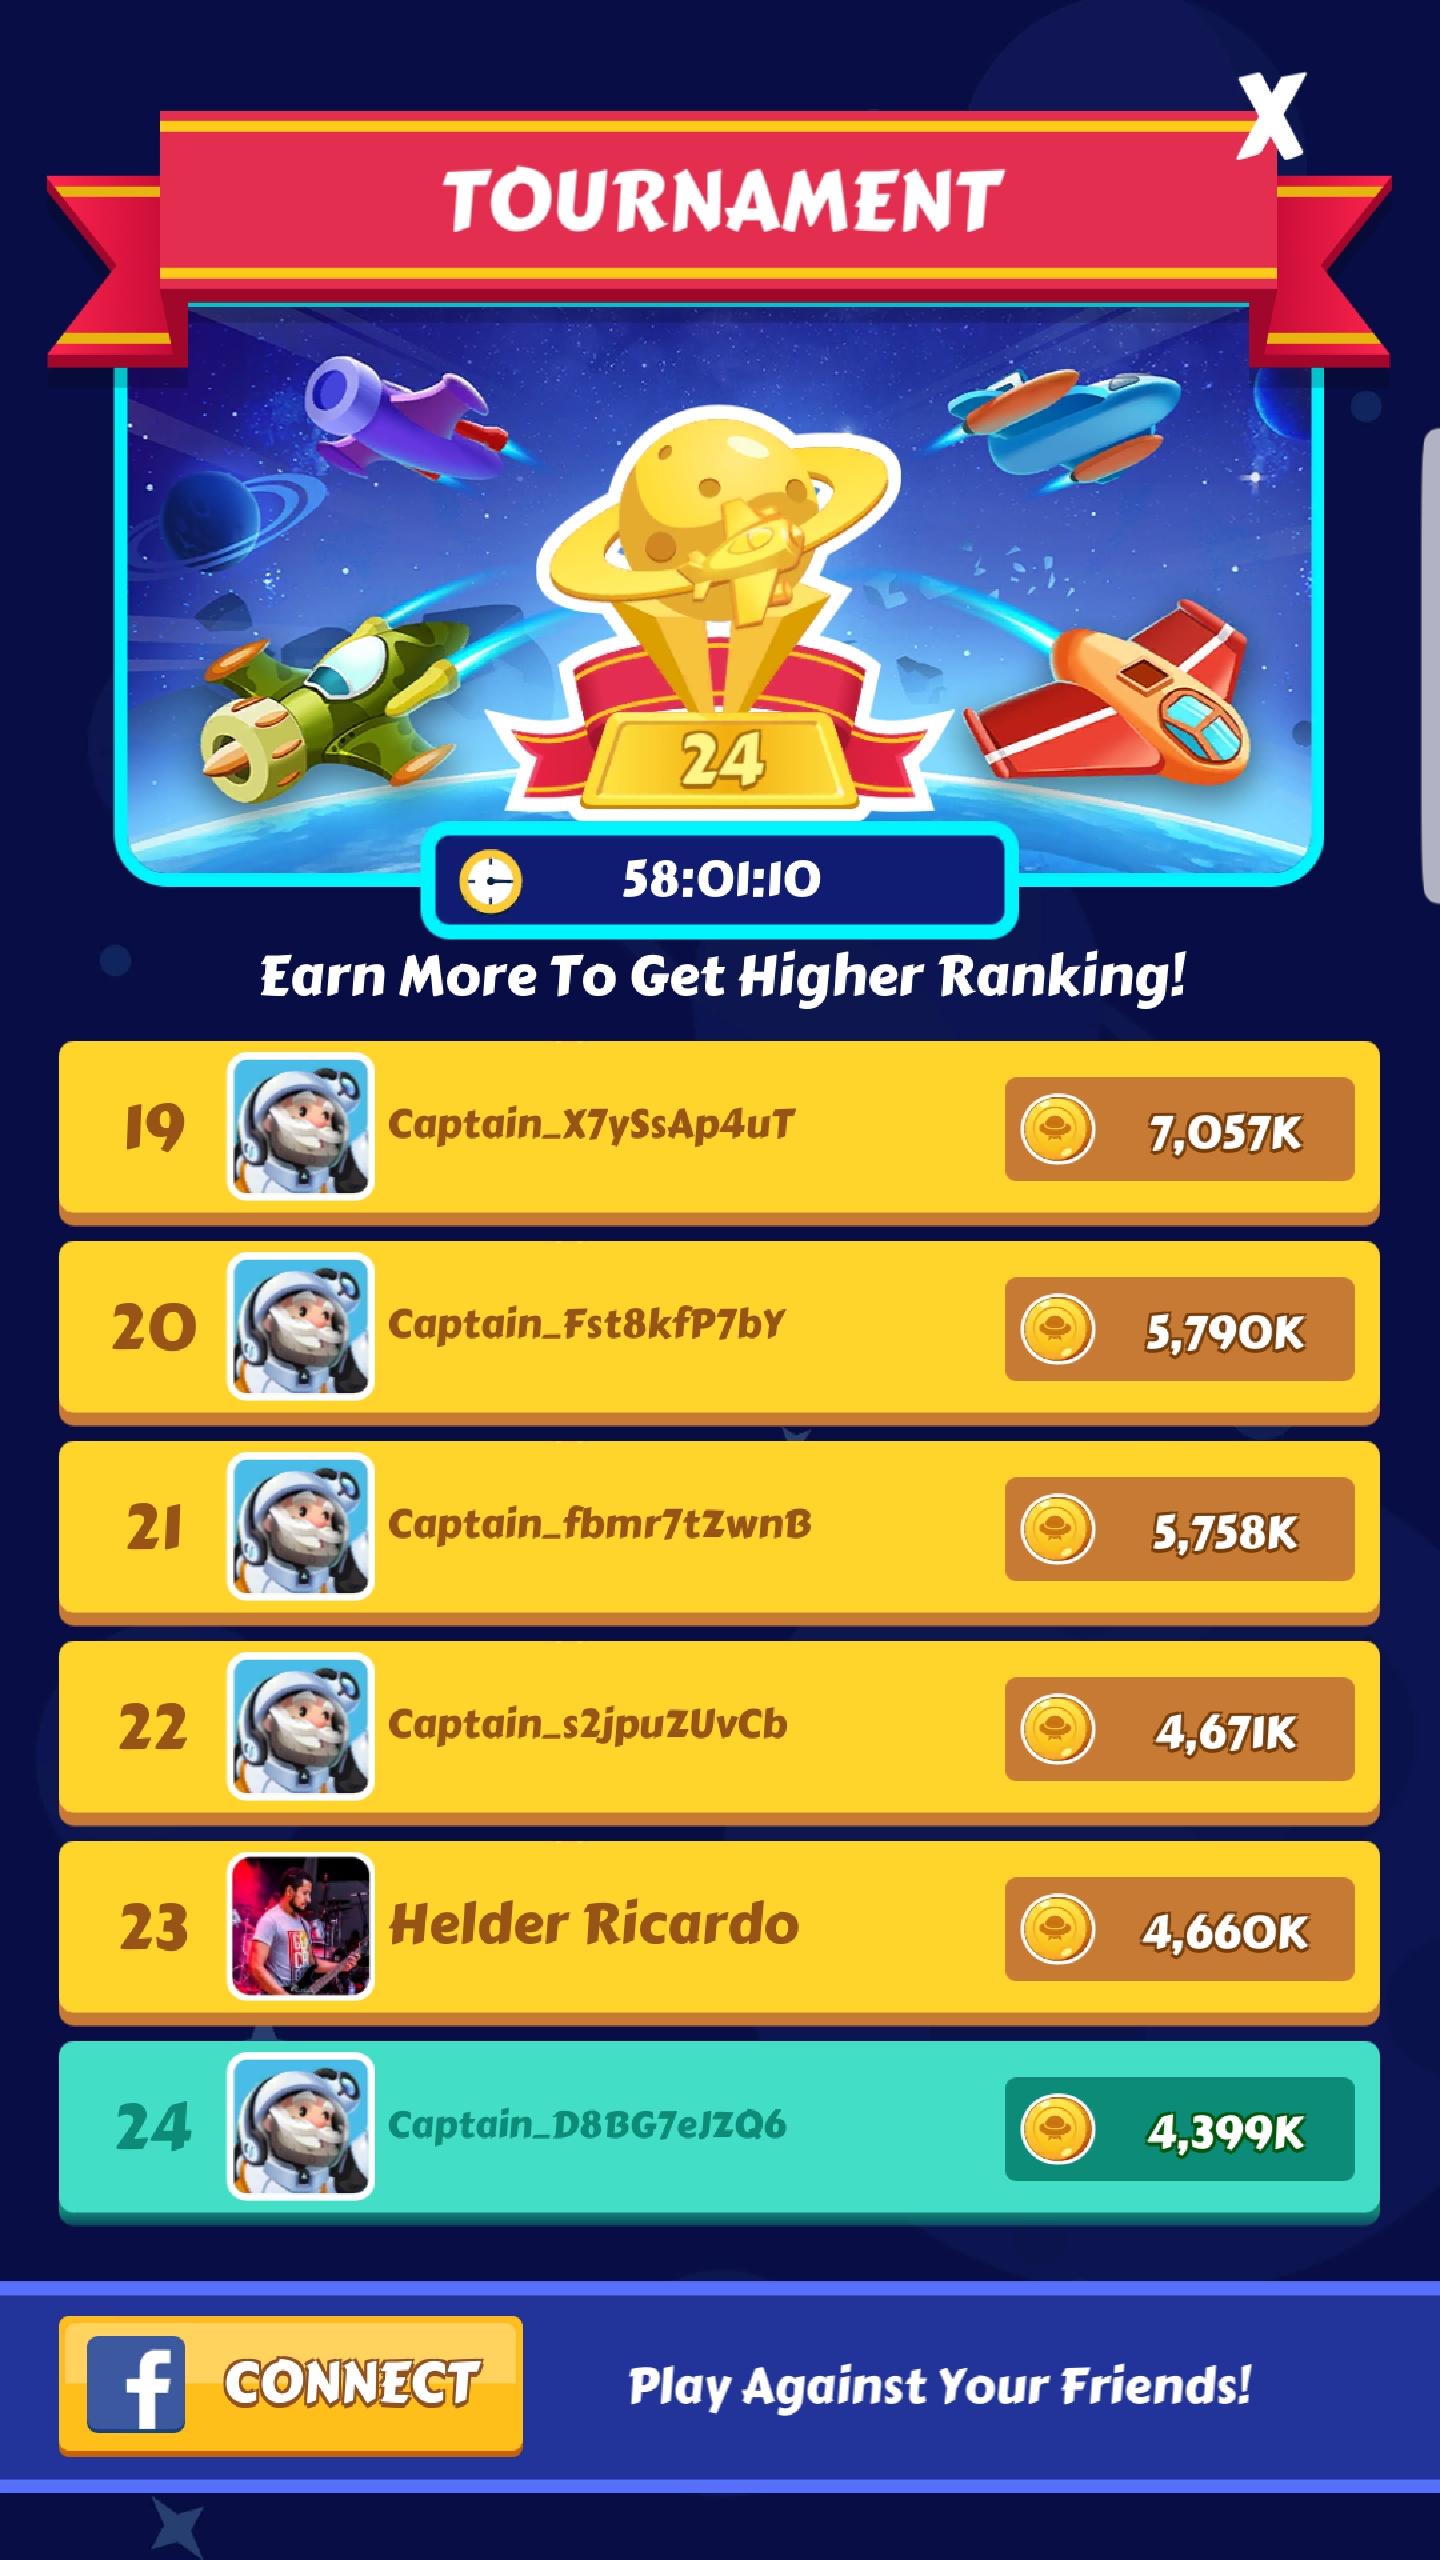 X
TOURNAMENT
24
58:01:10
Earn More To Get Higher Ranking!
19 Captain_X7ySsAp4uT 7,057K
20 Captain_Fst8kfP7bY 5,790K
21 Captain_fbmr7tZwnB 5,758K
22 Captain_s2jpuZUvCb 4,671K
23 Helder Ricardo 4,660K
24 Captain_D8BG7eJZQ6 4,399K
f CONNECT Play Against Your Friends!